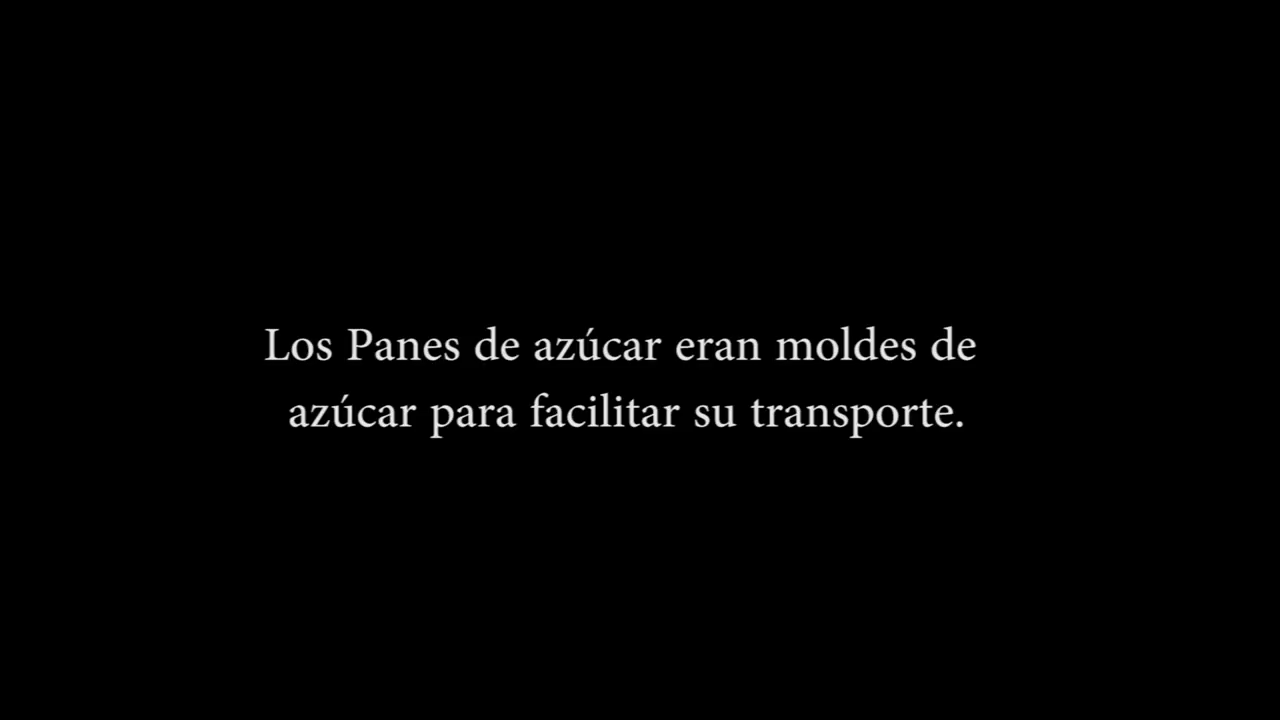 Los Panes de azúcar eran moldes de
azúcar para facilitar su transporte.